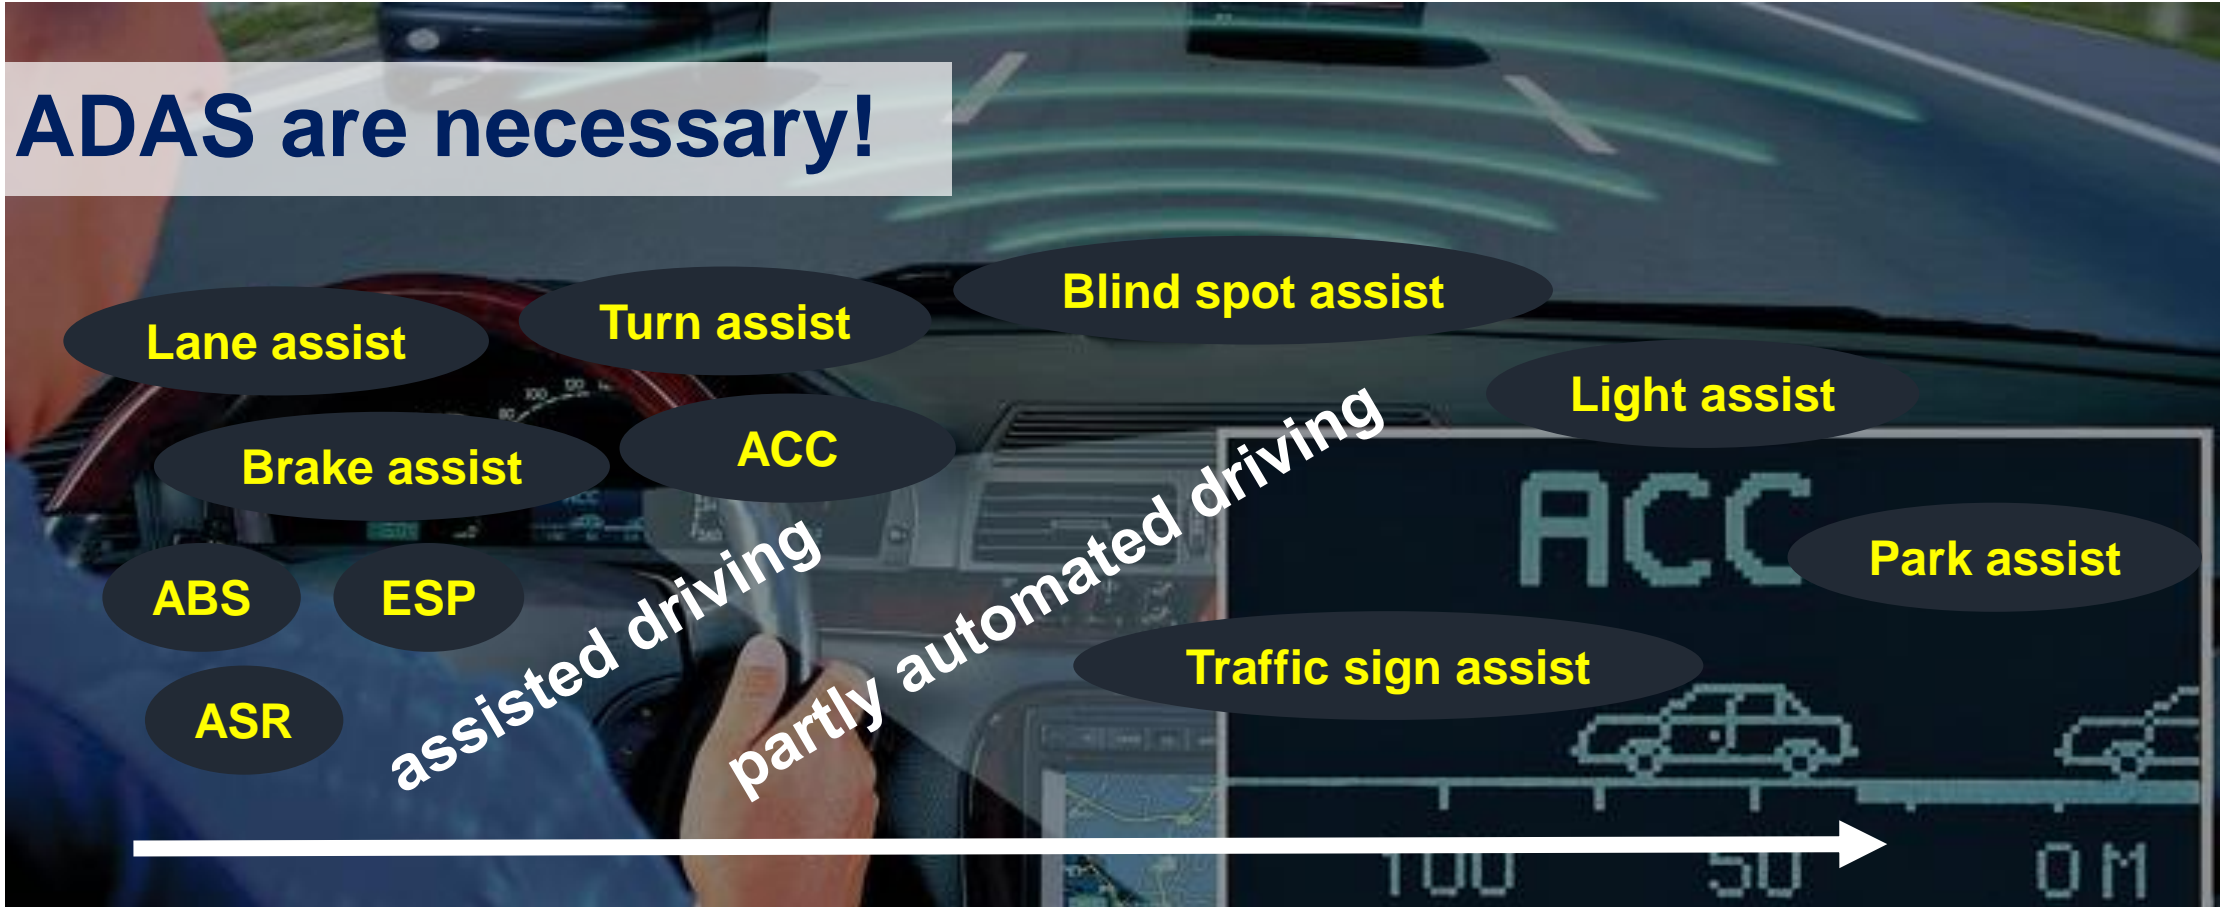 ADAS are necessary!
Blind spot assist
Turn assist
Lane assist
Light assist
ACC
Brake assist
ACC
Park assist
ABS
ESP
assisted driving
partly automated driving
Traffic sign assist
ASR
100 50 0 M